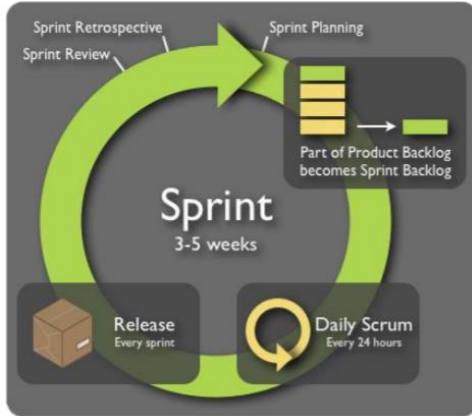 Sprint Retrospective
Sprint Planning
Sprint Review
Part of Product Backlog
becomes Sprint Backlog
Sprint
3-5 weeks
Release
Every sprint
Daily Scrum
Every 24 hours